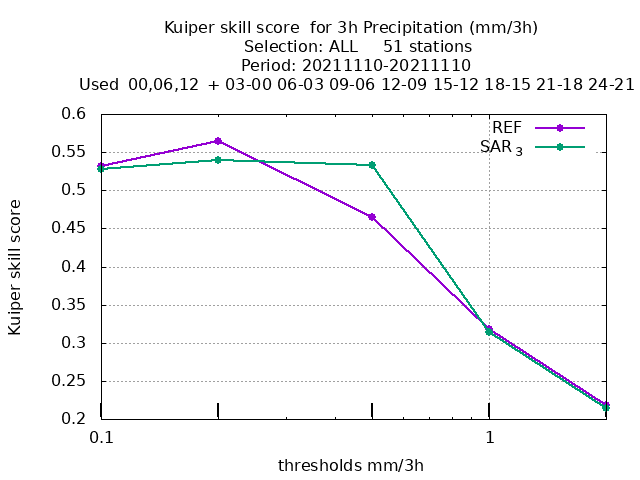 Kuiper skill score  for 3h Precipitation (mm/3h)
Selection: ALL     51 stations
Period: 20211110-20211110
Used  00,06,12  + 03-00 06-03 09-06 12-09 15-12 18-15 21-18 24-21
0.6
0.55
0.5
0.45
0.4
0.35
0.3
0.25
0.2
Kuiper skill score
REF
SAR 3
0.1 1
thresholds mm/3h